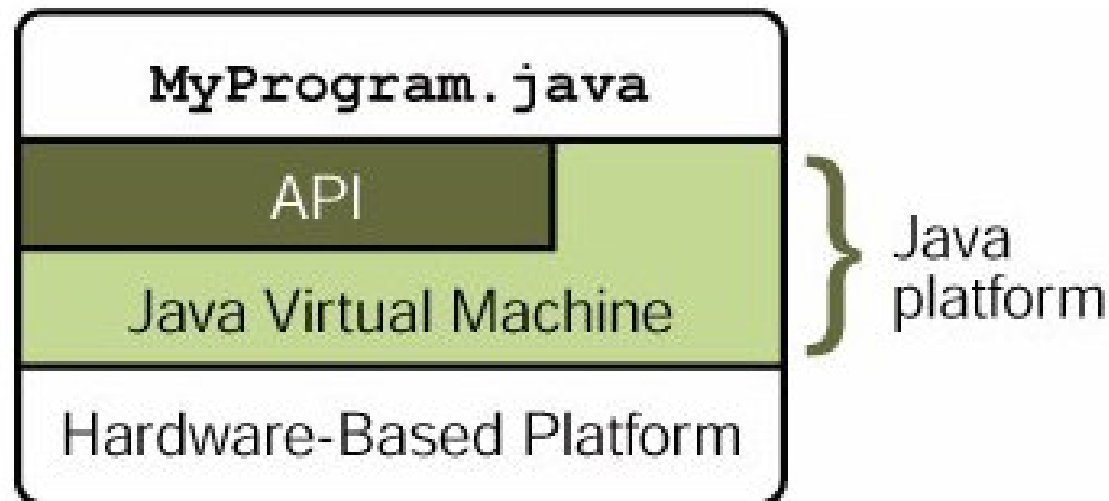 MyProgram.java
API
Java Virtual Machine
Java
platform
Hardware-Based Platform